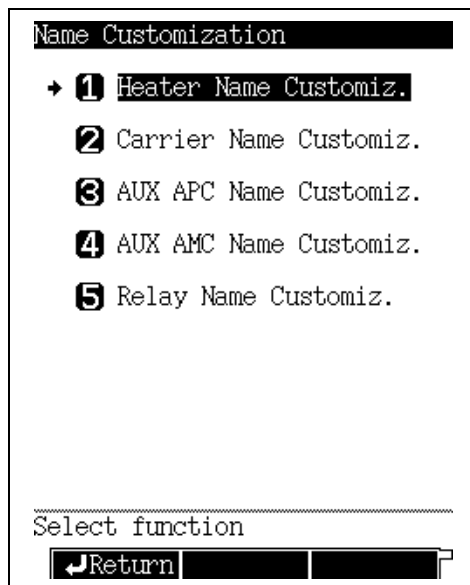 Name Customization
1 Heater Name Customiz.
2 Carrier Name Customiz.
3 AUX APC Name Customiz.
4 AUX AMC Name Customiz.
5 Relay Name Customiz.
Select function
Return